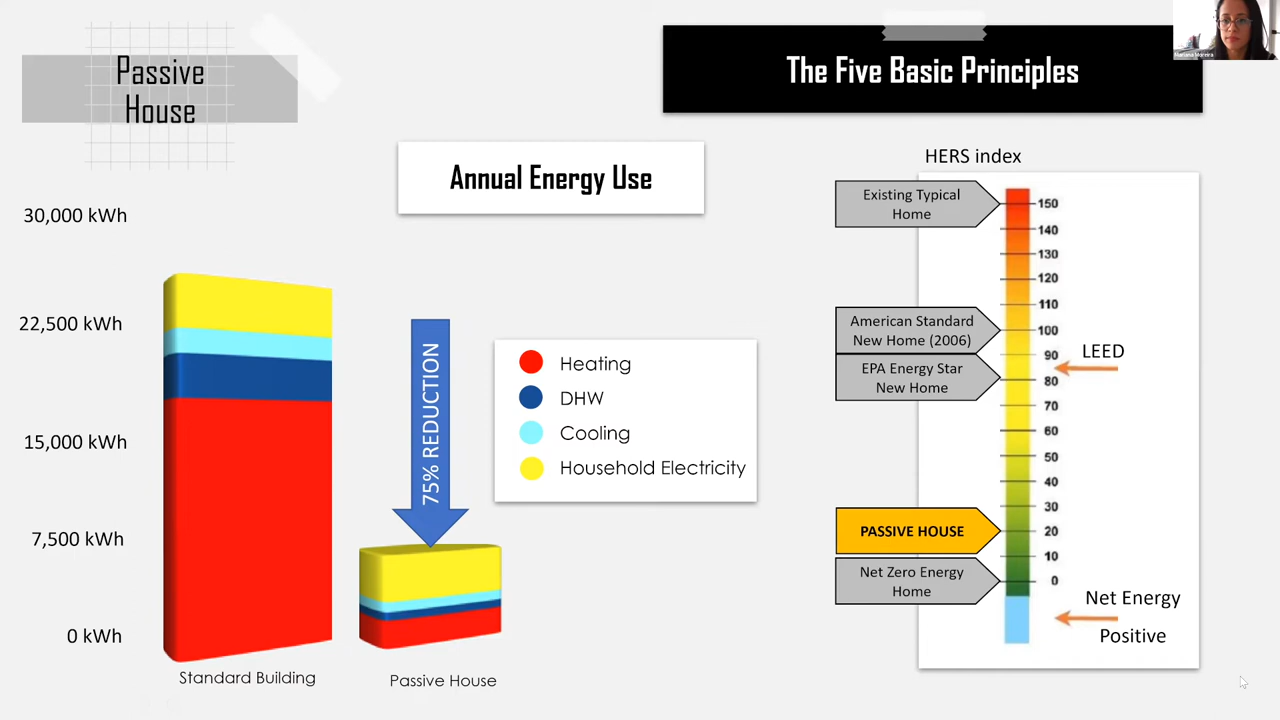 Passive
House
The Five Basic Principles
Mariana Moreira
Annual Energy Use
30,000 kWh
22,500 kWh
15,000 kWh
7,500 kWh
0 kWh
Standard Building
Passive House
75% REDUCTION
Heating
DHW
Cooling
Household Electricity
HERS index
Existing Typical
Home
American Standard
New Home (2006)
EPA Energy Star
New Home
PASSIVE HOUSE
Net Zero Energy
Home
150
140
130
120
110
100
90
80
70
60
50
40
30
20
10
0
LEED
Net Energy
Positive